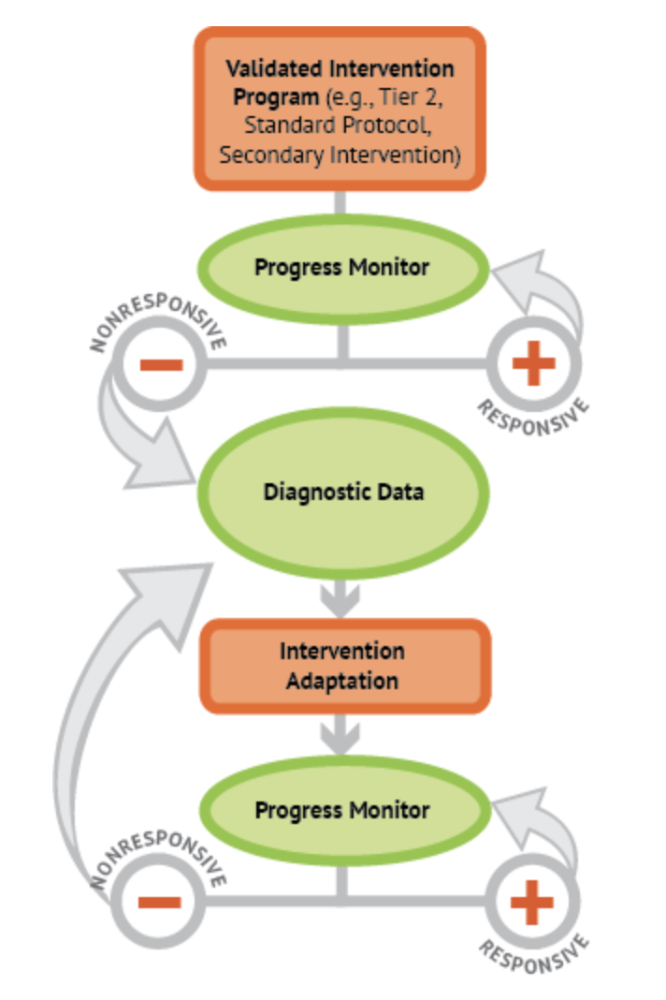 Validated Intervention
Program (e.g., Tier 2,
Standard Protocol,
Secondary Intervention)
Progress Monitor
NONRESPONSIVE
RESPONSIVE
Diagnostic Data
Intervention
Adaptation
Progress Monitor
NONRESPONSIVE
RESPONSIVE